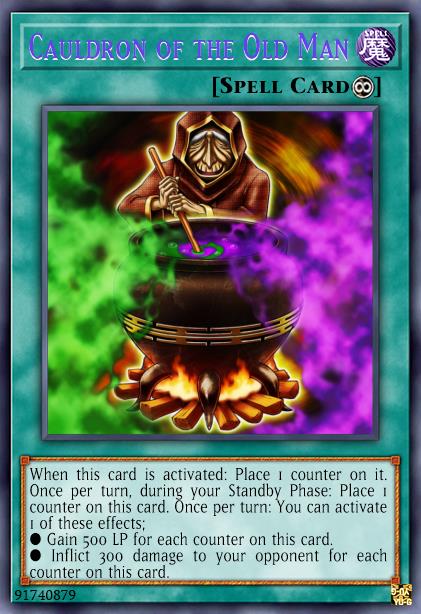 Cauldron of the Old Man
SPELL
魔
[Spell Card]
When this card is activated: Place 1 counter on it.
Once per turn, during your Standby Phase: Place 1
counter on this card. Once per turn: You can activate
1 of these effects;
● Gain 500 LP for each counter on this card.
● Inflict 300 damage to your opponent for each
counter on this card.
91740879